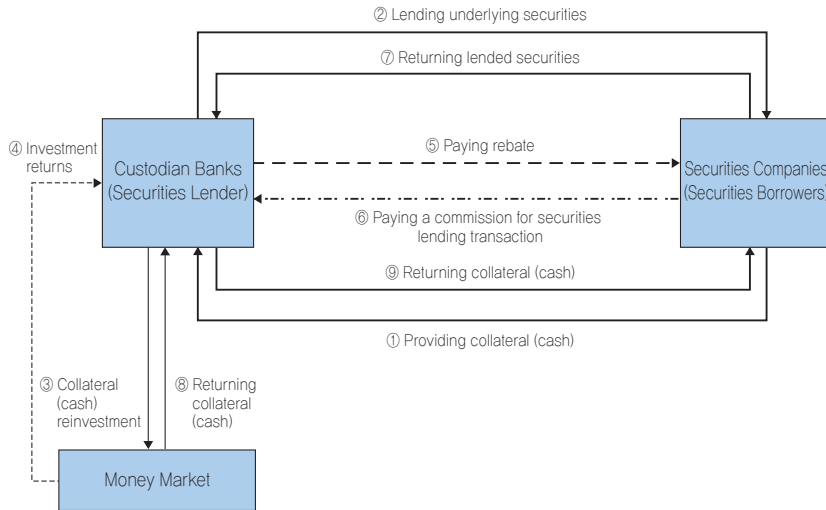 ② Lending underlying securities
⑦ Returning lended securities
④ Investment
returns
Custodian Banks
(Securities Lender)
⑤ Paying rebate
Securities Companies
(Securities Borrowers)
⑥ Paying a commission for securities
lending transaction
⑨ Returning collateral (cash)
① Providing collateral (cash)
③ Collateral
(cash)
reinvestment
⑧ Returning
collateral
(cash)
Money Market